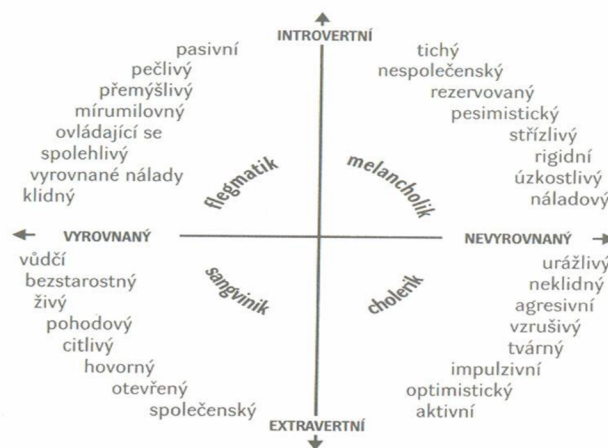 INTROVERTNÍ
pasivní
pečlivý
přemýšlivý
mírumilovný
ovládající se
spolehlivý
vyrovnané nálady
klidný
flegmatik
tichý
nespolečenský
rezervovaný
pesimistický
střízlivý
rigidní
úzkostlivý
náladový
melancholik
VYROVNANÝ
NEVYROVNANÝ
vůdčí
bezstarostný
živý
pohodový
citlivý
hovorný
otevřený
společenský
sangvinik
urážlivý
neklidný
agresivní
vzrušivý
tvárný
impulzivní
optimistický
aktivní
cholerik
EXTRAVERTNÍ